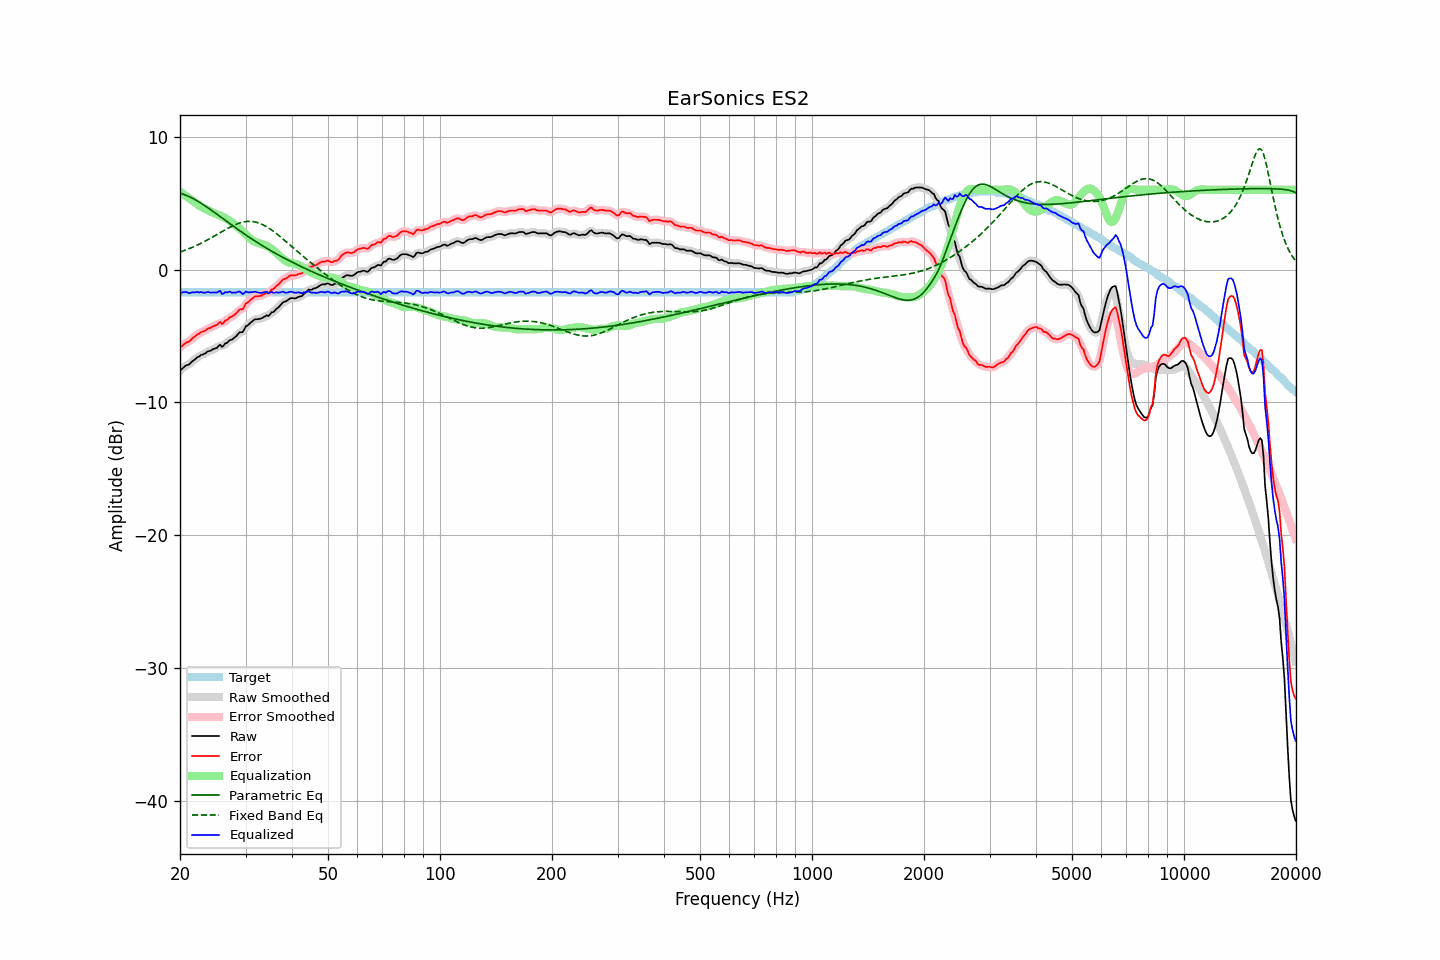 EarSonics ES2
Amplitude (dBr)
10
0
−10
−20
−30
−40
Target
Raw Smoothed
Error Smoothed
Raw
Error
Equalization
Parametric Eq
Fixed Band Eq
Equalized
20 50 100 200 500 1000 2000 5000 10000 20000
Frequency (Hz)